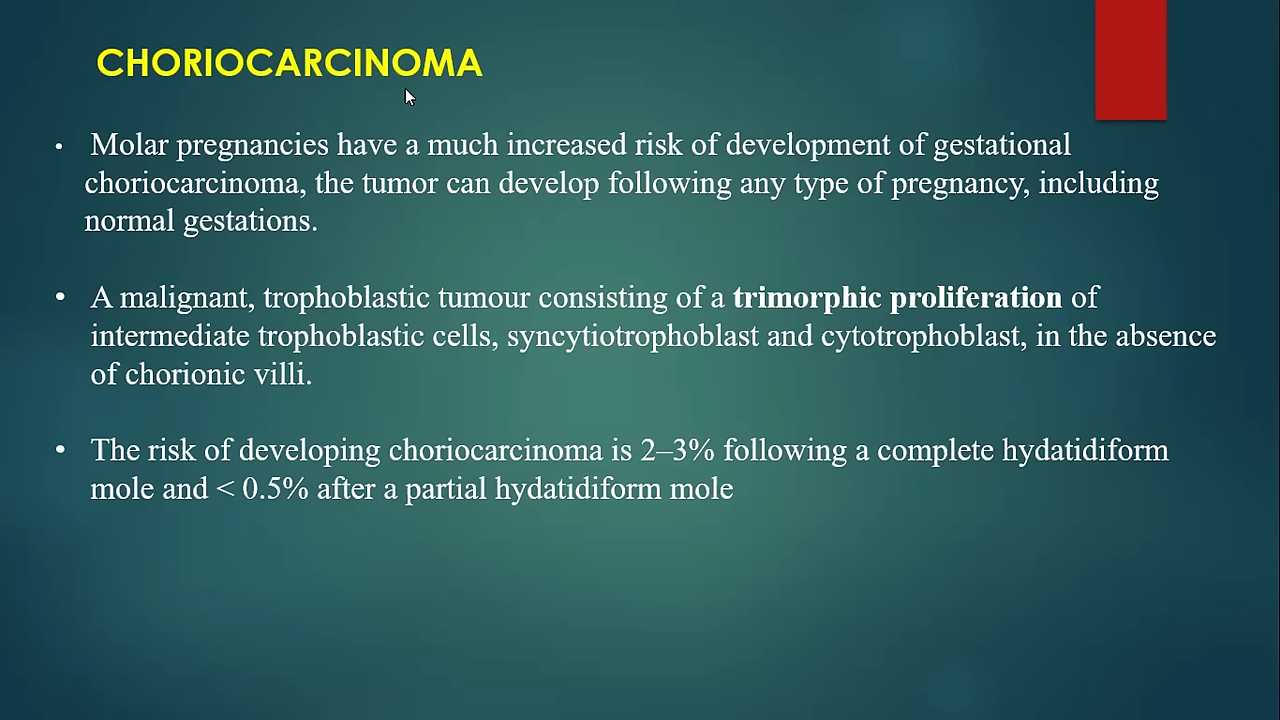 CHORIOCARCINOMA
• Molar pregnancies have a much increased risk of development of gestational
choriocarcinoma, the tumor can develop following any type of pregnancy, including
normal gestations.
• A malignant, trophoblastic tumour consisting of a trimorphic proliferation of
intermediate trophoblastic cells, syncytiotrophoblast and cytotrophoblast, in the absence
of chorionic villi.
• The risk of developing choriocarcinoma is 2–3% following a complete hydatidiform
mole and < 0.5% after a partial hydatidiform mole